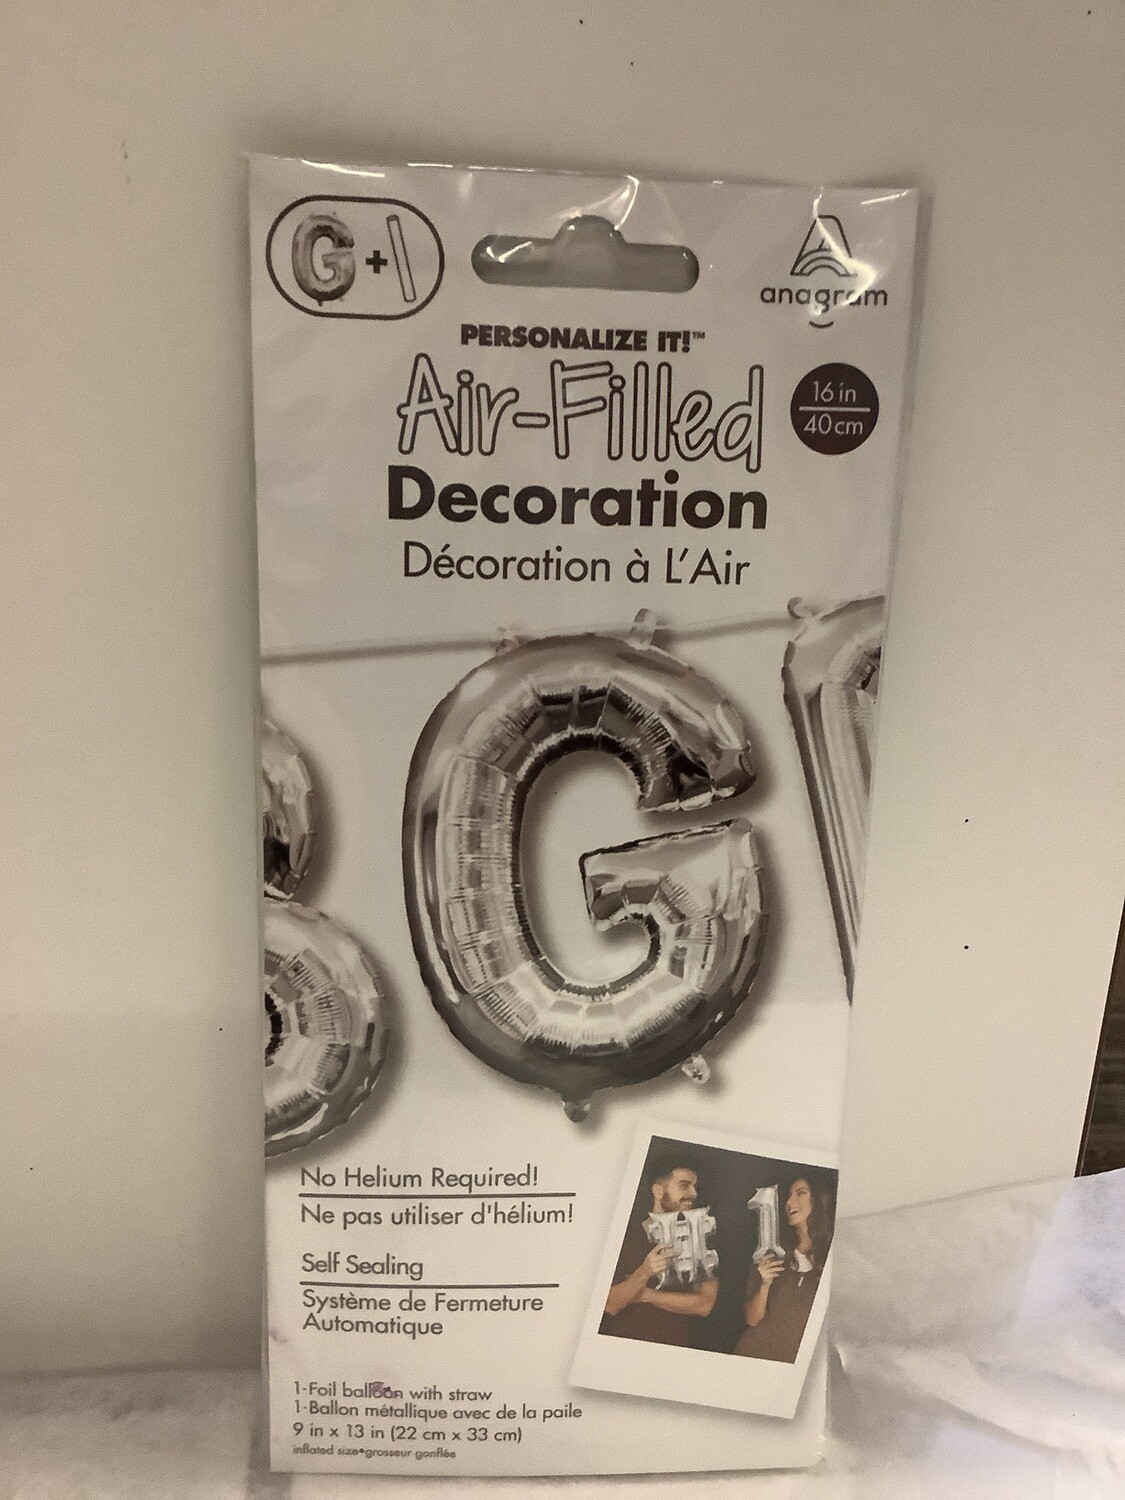 G+
anagram
PERSONALIZE IT!™
Air-Filled
16 in
40 cm
Decoration
Décoration à L'Air
G
No Helium Required!
Ne pas utiliser d'hélium!
Self Sealing
Système de Fermeture
Automatique
# 1
1-Foil balloon with straw
1-Ballon métallique avec de la paile
9 in x 13 in (22 cm x 33 cm)
inflated size•grosseur gonflée